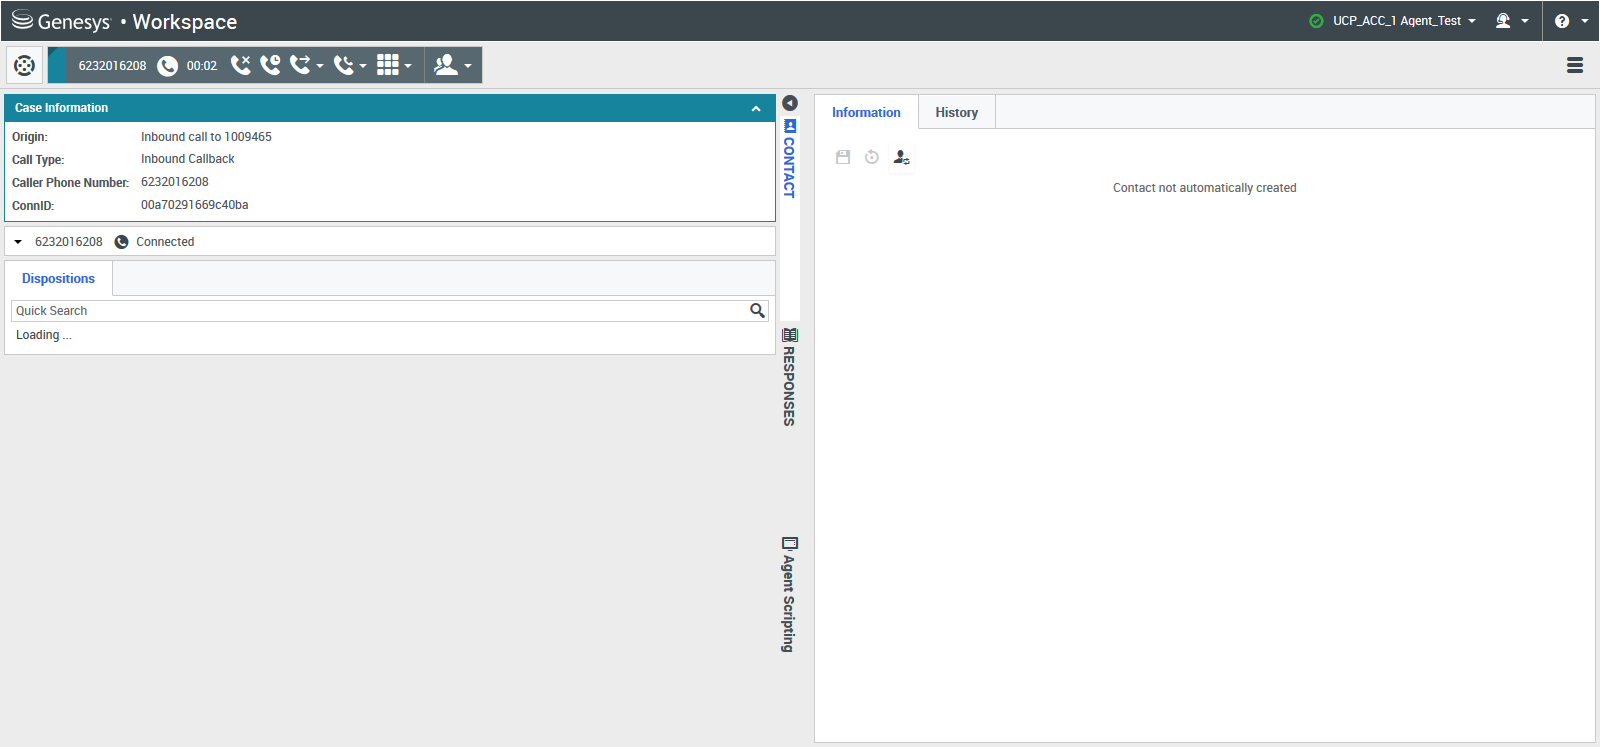 Genesys • Workspace
UCP_ACC_1 Agent_Test
6232016208 00:02
Case Information
Origin: Inbound call to 1009465
Call Type: Inbound Callback
Caller Phone Number: 6232016208
ConnID: 00a70291669c40ba
6232016208 Connected
Dispositions
Quick Search
Loading ...
CONTACT
RESPONSES
Agent Scripting
Information History
Contact not automatically created